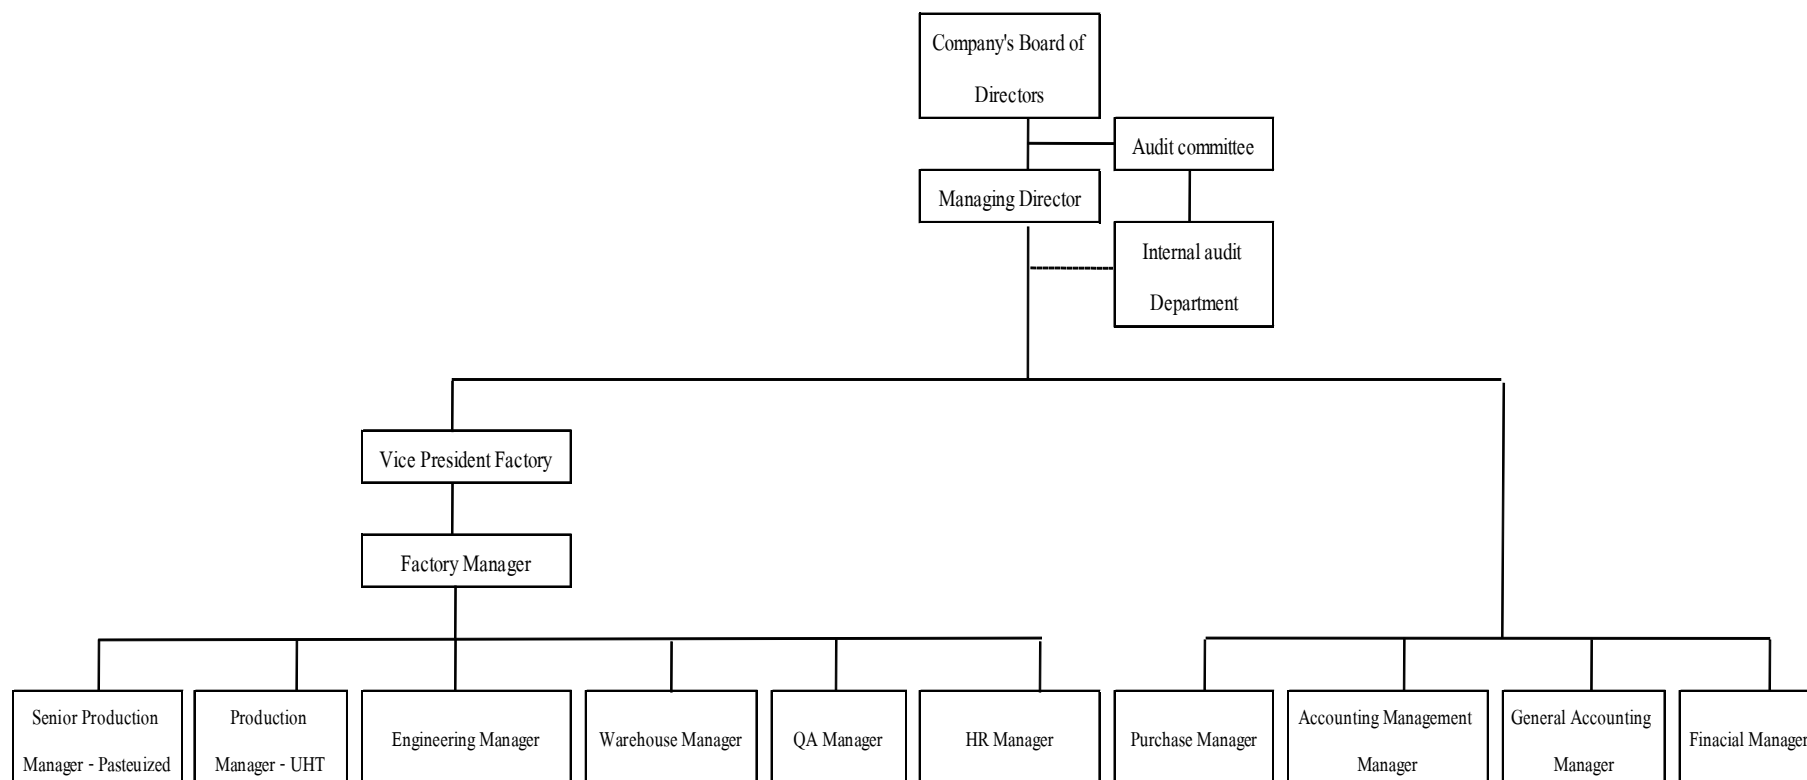 Company's Board of
Directors
Audit committee
Managing Director
Internal audit
Department
Vice President Factory
Factory Manager
Senior Production
Manager - Pasteuized
Production
Manager - UHT
Engineering Manager
Warehouse Manager
QA Manager
HR Manager
Purchase Manager
Accounting Management
Manager
General Accounting
Manager
Finacial Manager